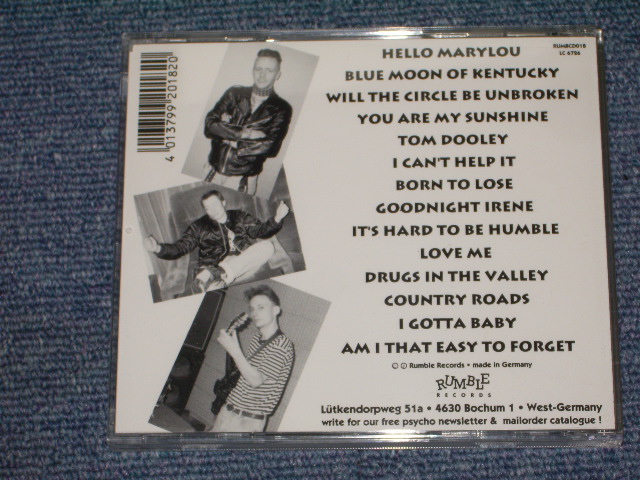 HELLO MARYLOU
BLUE MOON OF KENTUCKY
WILL THE CIRCLE BE UNBROKEN
YOU ARE MY SUNSHINE
TOM DOOLEY
I CAN'T HELP IT
BORN TO LOSE
GOODNIGHT IRENE
IT'S HARD TO BE HUMBLE
LOVE ME
DRUGS IN THE VALLEY
COUNTRY ROADS
I GOTTA BABY
AM I THAT EASY TO FORGET
RUMBCD018
LC 6786
4 013799 201820
© ℗ Rumble Records • made in Germany
RUMBLE
RECORDS
Lütkendorpweg 51a • 4630 Bochum 1 • West-Germany
write for our free psycho newsletter & mailorder catalogue !